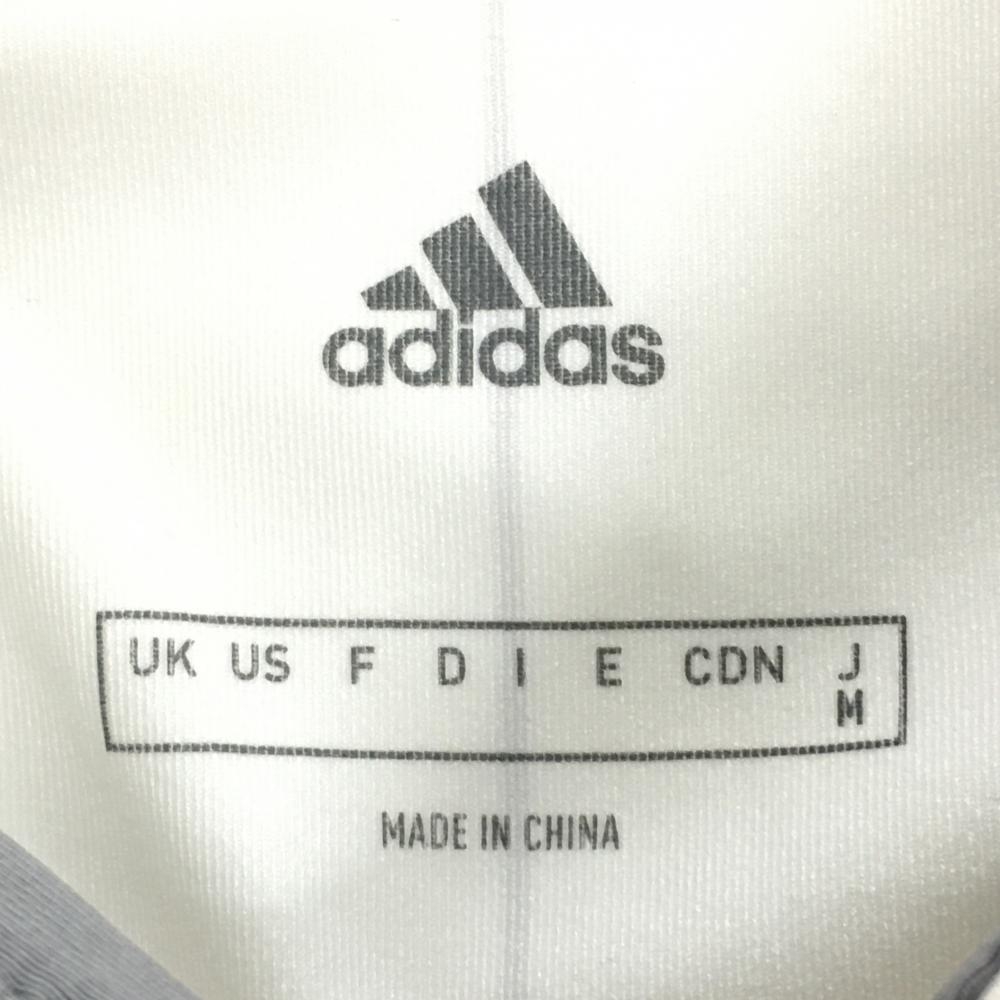 adidas
UK US F D I E CDN J
M
MADE IN CHINA